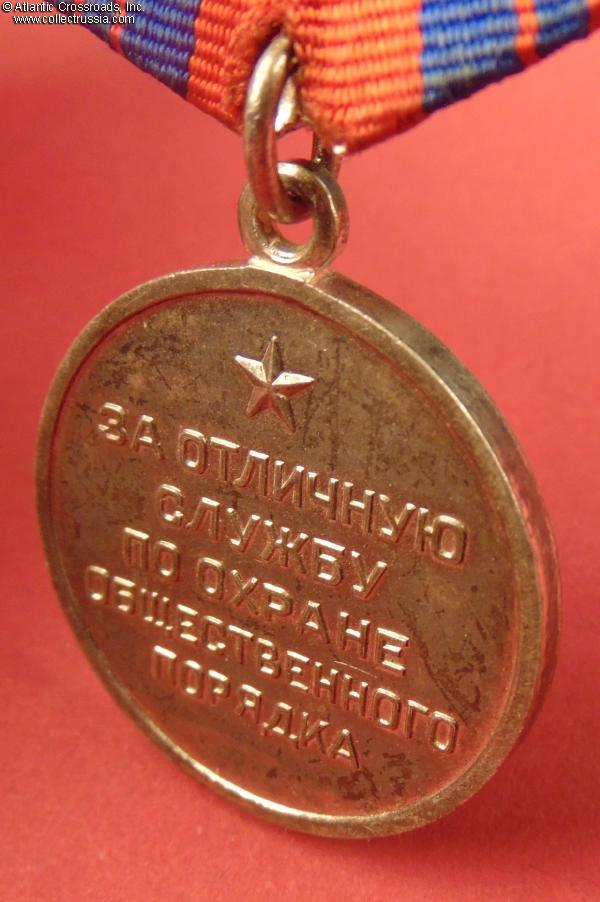 © Atlantic Crossroads, Inc.
www.collectrussia.com
ЗА ОТЛИЧНУЮ
СЛУЖБУ
ПО ОХРАНЕ
ОБЩЕСТВЕННОГО
ПОРЯДКА